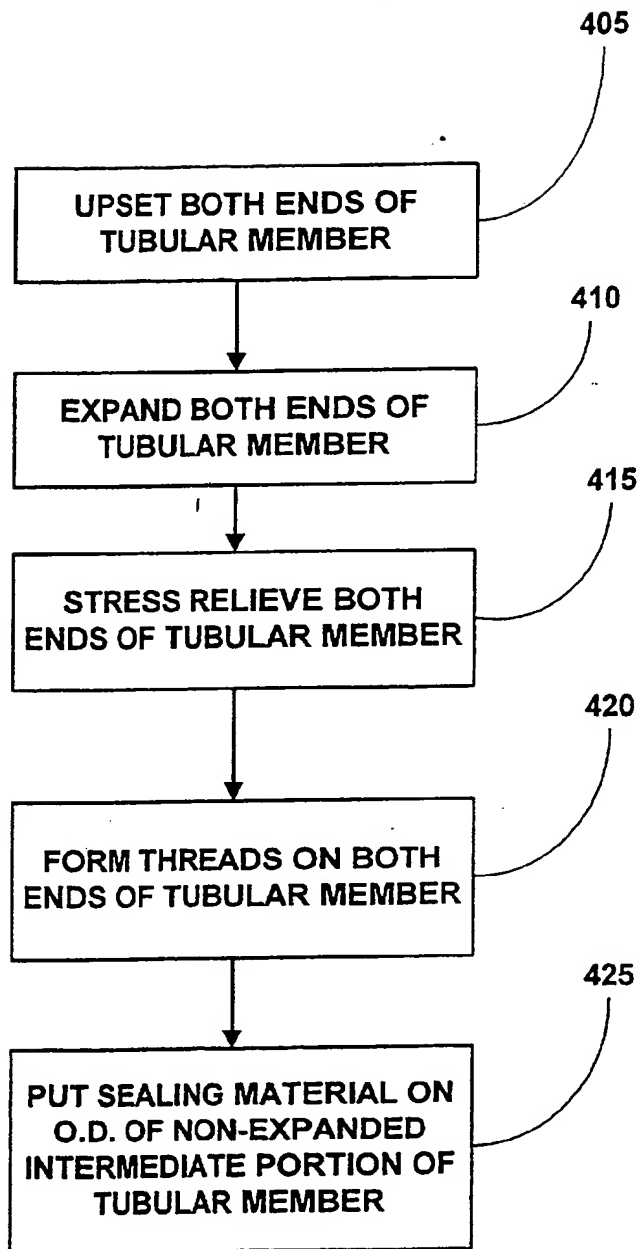 405
UPSET BOTH ENDS OF
TUBULAR MEMBER
410
EXPAND BOTH ENDS OF
TUBULAR MEMBER
415
STRESS RELIEVE BOTH
ENDS OF TUBULAR MEMBER
420
FORM THREADS ON BOTH
ENDS OF TUBULAR MEMBER
425
PUT SEALING MATERIAL ON
O.D. OF NON-EXPANDED
INTERMEDIATE PORTION OF
TUBULAR MEMBER